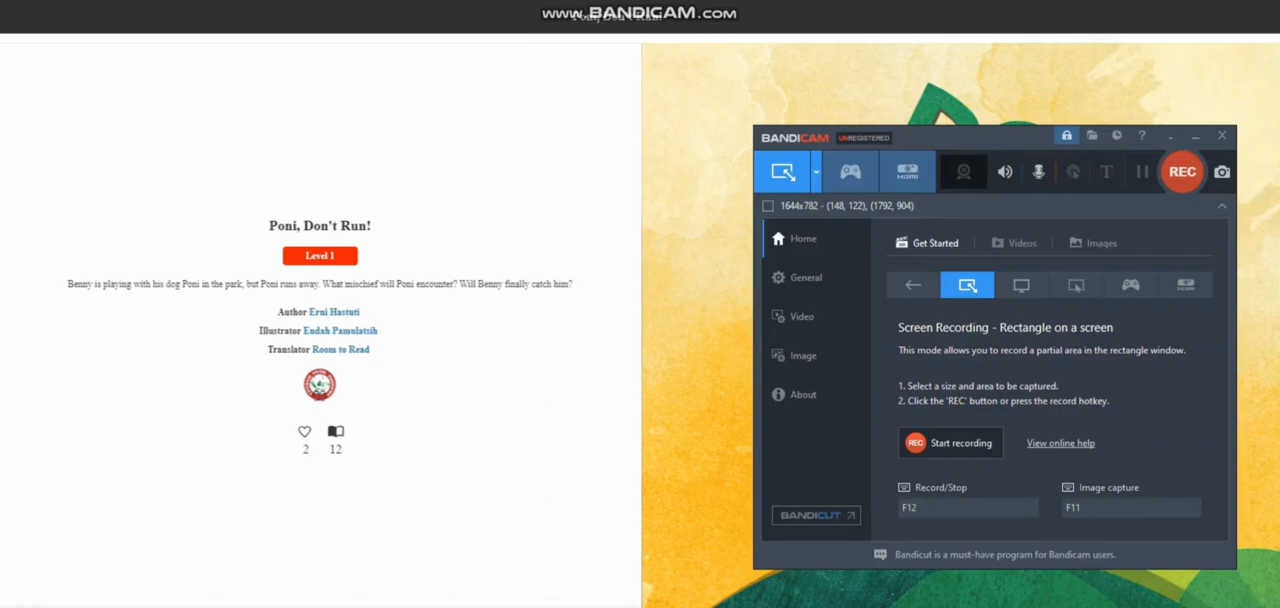 www.BANDICAM.com
Poni, Don't Run!
Level 1
Benny is playing with his dog Poni in the park, but Poni runs away. What mischief will Poni encounter? Will Benny finally catch him?
Author Erni Hastuti
Illustrator Endah Pamulatsih
Translator Room to Read
2
12
BANDICAM UNREGISTERED
?
HDMI
T
REC
1644x782 - (148, 122), (1792, 904)
Home
General
Video
Image
About
BANDICUT
Get Started
Videos
Images
Screen Recording - Rectangle on a screen
This mode allows you to record a partial area in the rectangle window.
1. Select a size and area to be captured.
2. Click the 'REC' button or press the record hotkey.
REC Start recording
View online help
Record/Stop
Image capture
F12
F11
Bandicut is a must-have program for Bandicam users.